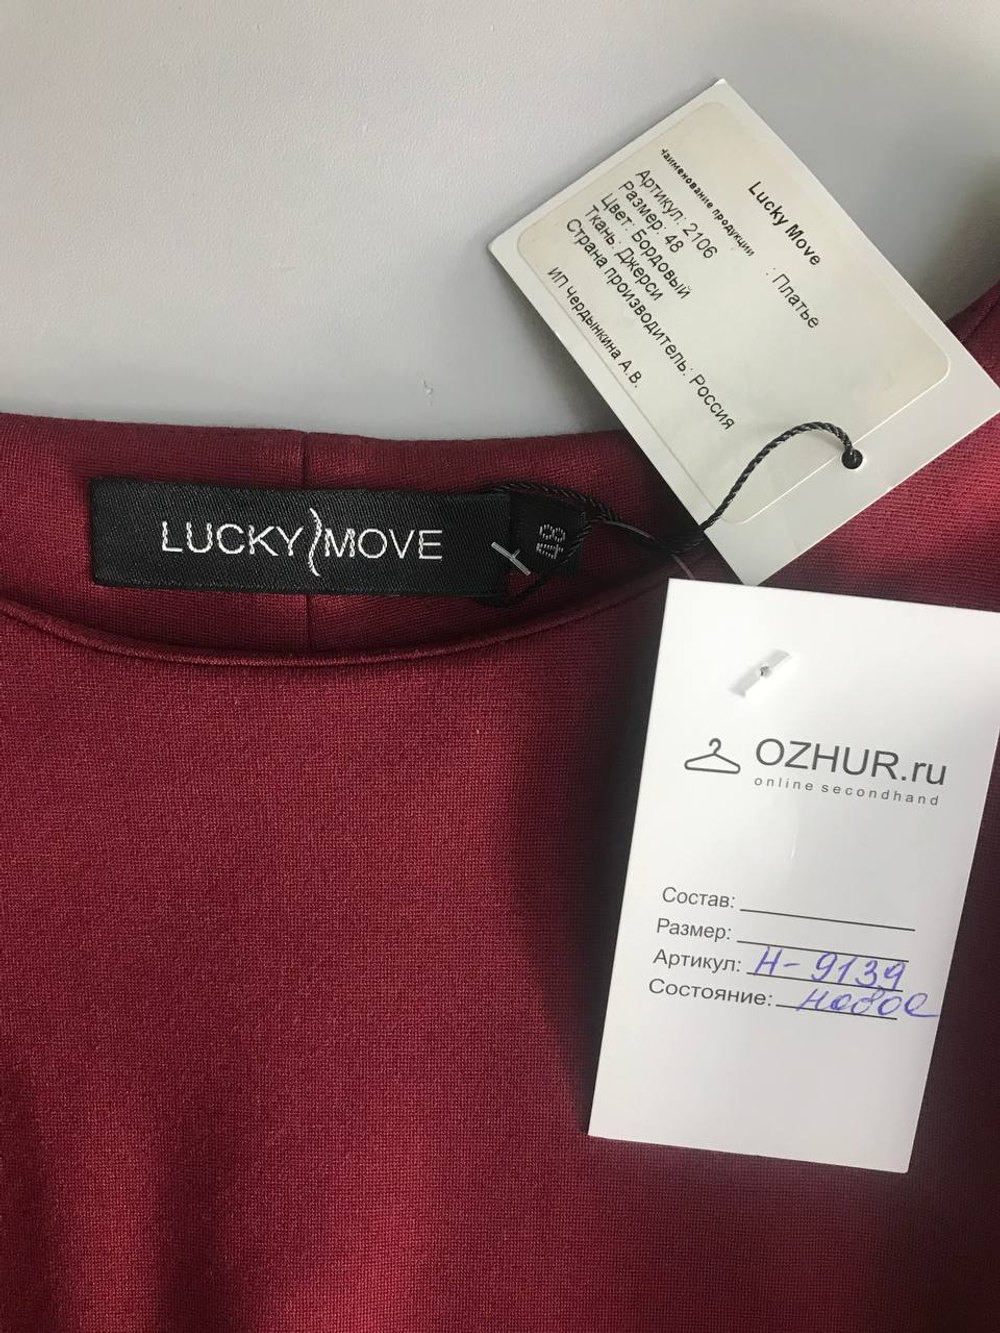 Lucky Move
Наименование продукции : Платье
Артикул: 2106
Размер: 48
Цвет: Бордовый
Ткань: Джерси
Страна производитель: Россия
ИП Чердынкина А.В.
LUCKY MOVE
48
OZHUR.ru
online secondhand
Состав:
Размер:
Артикул: Н-9139
Состояние: новое